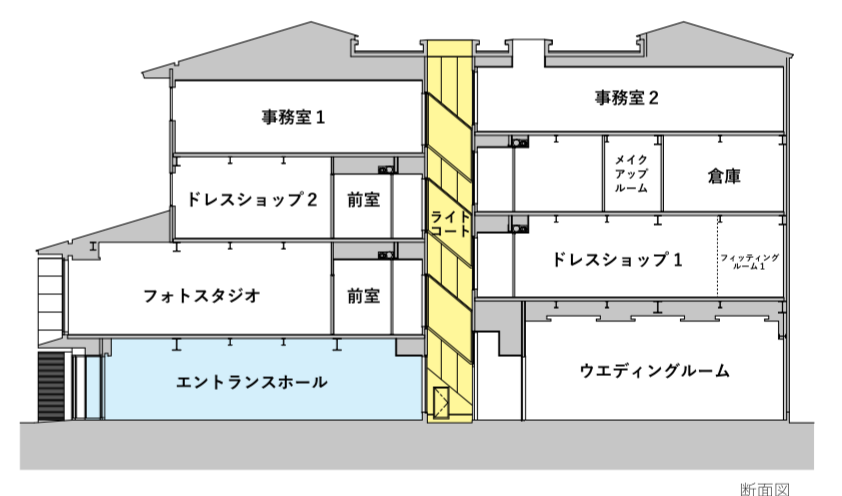 事務室1
事務室2
メイク
アップ
ルーム
倉庫
ドレスショップ2
前室
ライト
コート
ドレスショップ1
フィッティング
ルーム1
フォトスタジオ
前室
エントランスホール
ウエディングルーム
断面図